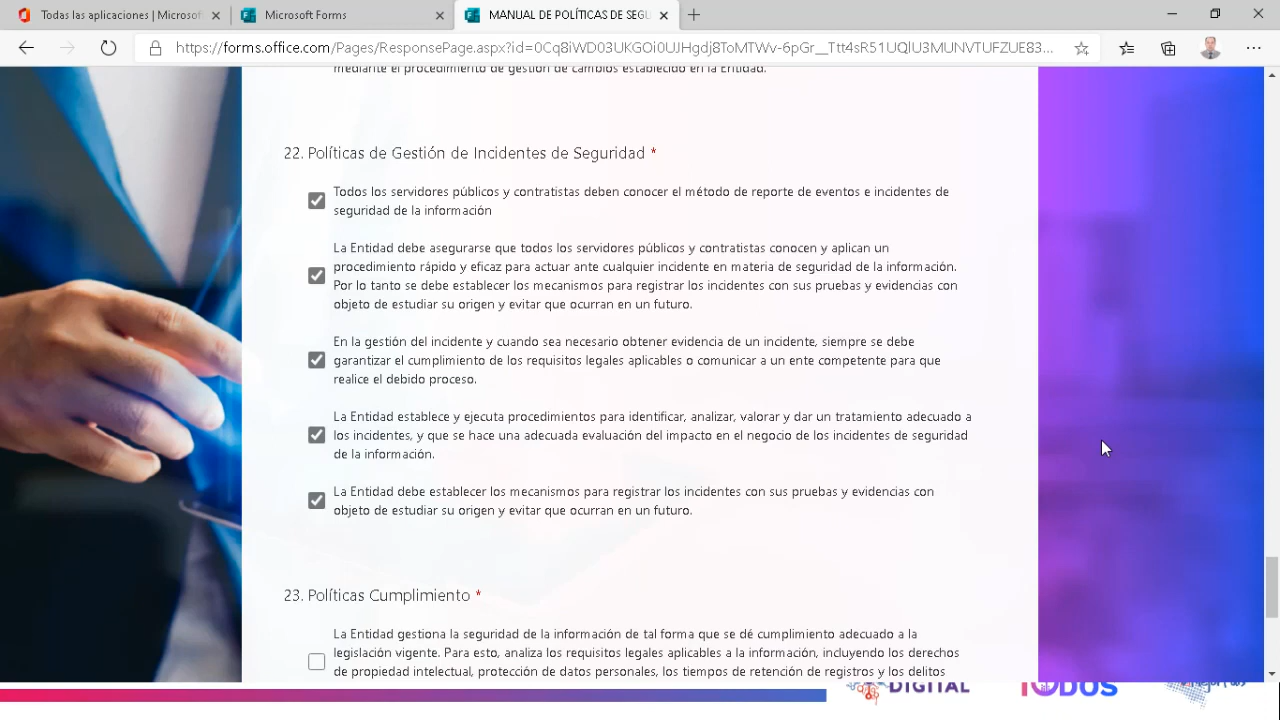 Todas las aplicaciones | Microsof
Microsoft Forms
MANUAL DE POLÍTICAS DE SEGU
https://forms.office.com/Pages/ResponsePage.aspx?id=
mediante el procedimiento de gestión de cambios establecido en la Entidad.
22. Políticas de Gestión de Incidentes de Seguridad *
Todos los servidores públicos y contratistas deben conocer el método de reporte de eventos e incidentes de
seguridad de la información
La Entidad debe asegurarse que todos los servidores públicos y contratistas conocen y aplican un
procedimiento rápido y eficaz para actuar ante cualquier incidente en materia de seguridad de la información.
Por lo tanto se debe establecer los mecanismos para registrar los incidentes con sus pruebas y evidencias con
objeto de estudiar su origen y evitar que ocurran en un futuro.
En la gestión del incidente y cuando sea necesario obtener evidencia de un incidente, siempre se debe
garantizar el cumplimiento de los requisitos legales aplicables o comunicar a un ente competente para que
realice el debido proceso.
La Entidad establece y ejecuta procedimientos para identificar, analizar, valorar y dar un tratamiento adecuado a
los incidentes, y que se hace una adecuada evaluación del impacto en el negocio de los incidentes de seguridad
de la información.
La Entidad debe establecer los mecanismos para registrar los incidentes con sus pruebas y evidencias con
objeto de estudiar su origen y evitar que ocurran en un futuro.
23. Políticas Cumplimiento *
La Entidad gestiona la seguridad de la información de tal forma que se dé cumplimiento adecuado a la
legislación vigente. Para esto, analiza los requisitos legales aplicables a la información, incluyendo los derechos
de propiedad intelectual, protección de datos personales, los tiempos de retención de registros y los delitos
DIGITAL
TODOS